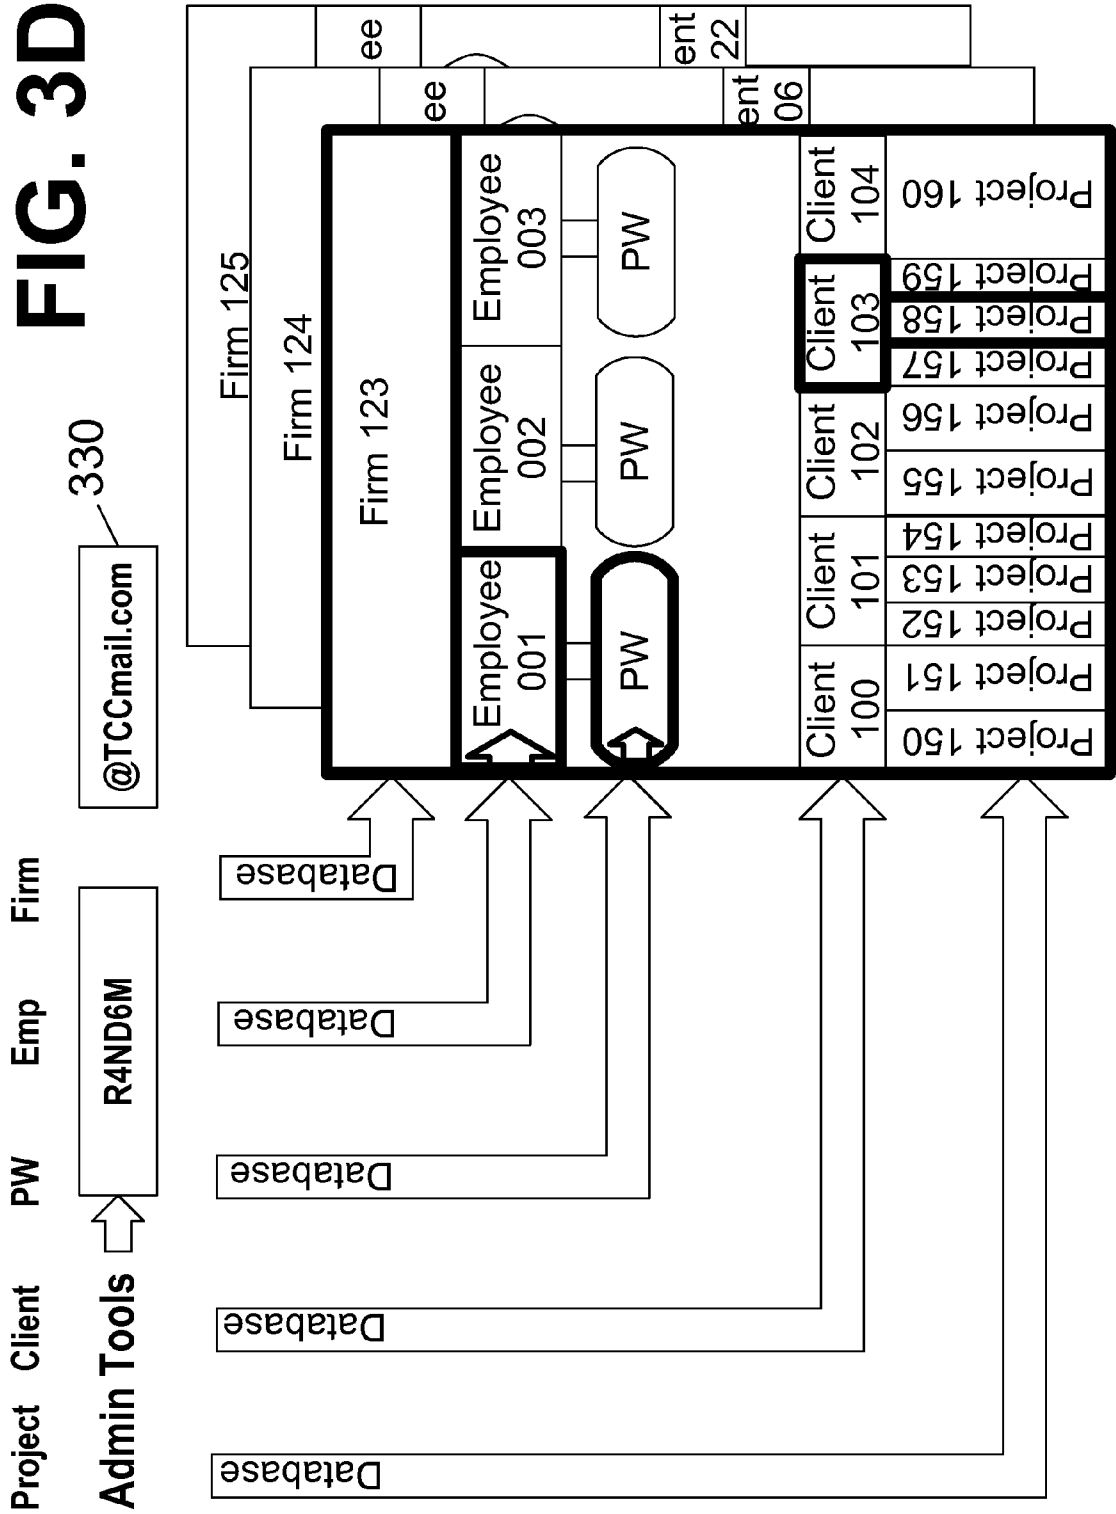 FIG. 3D
Project Client PW Emp Firm
Admin Tools
R4ND6M
@TCCmail.com
330
Database
Database
Database
Database
Database
Firm 125
ee
ent
22
Firm 124
ee
ent
06
Firm 123
Employee
001
Employee
002
Employee
003
PW
PW
PW
Client
100
Client
101
Client
102
Client
103
Client
104
Project 150
Project 151
Project 152
Project 153
Project 154
Project 155
Project 156
Project 157
Project 158
Project 159
Project 160